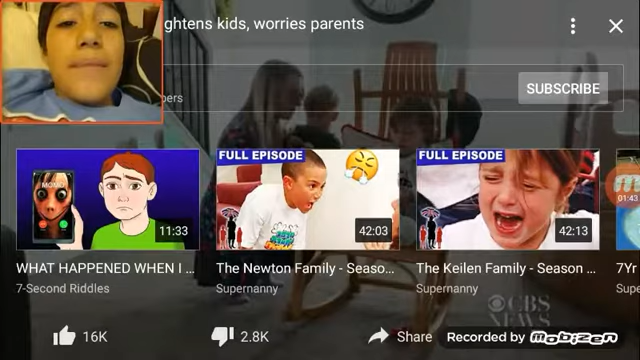 ghtens kids, worries parents
bers
SUBSCRIBE
MOMO
11:33
FULL EPISODE
42:03
FULL EPISODE
42:13
01:43
WHAT HAPPENED WHEN I ...
7-Second Riddles
The Newton Family - Seaso...
Supernanny
The Keilen Family - Season ...
Supernanny
7Yr
Supe
CBS
NEWS
16K
2.8K
Share
Recorded by mobizen